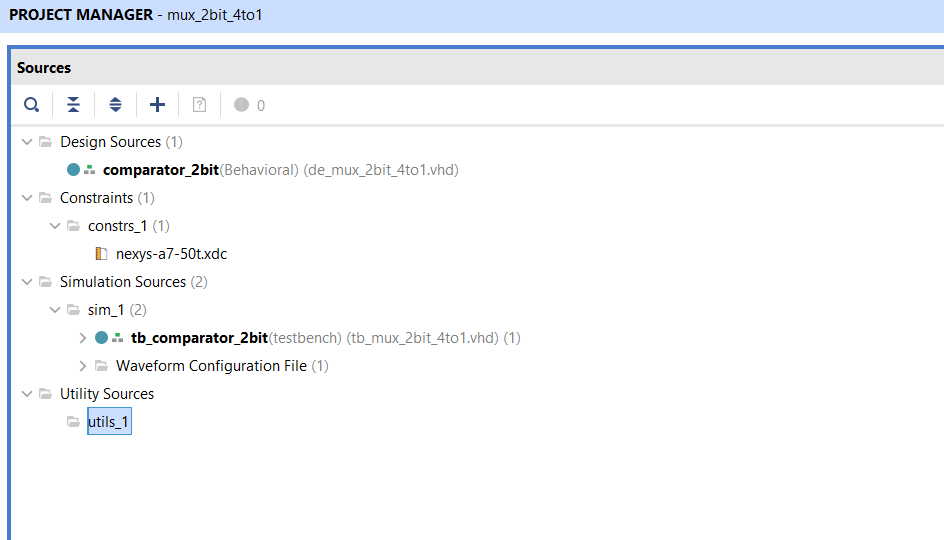 PROJECT MANAGER - mux_2bit_4to1
Sources
0
Design Sources (1)
comparator_2bit(Behavioral) (de_mux_2bit_4to1.vhd)
Constraints (1)
constrs_1 (1)
nexys-a7-50t.xdc
Simulation Sources (2)
sim_1 (2)
tb_comparator_2bit(testbench) (tb_mux_2bit_4to1.vhd) (1)
Waveform Configuration File (1)
Utility Sources
utils_1